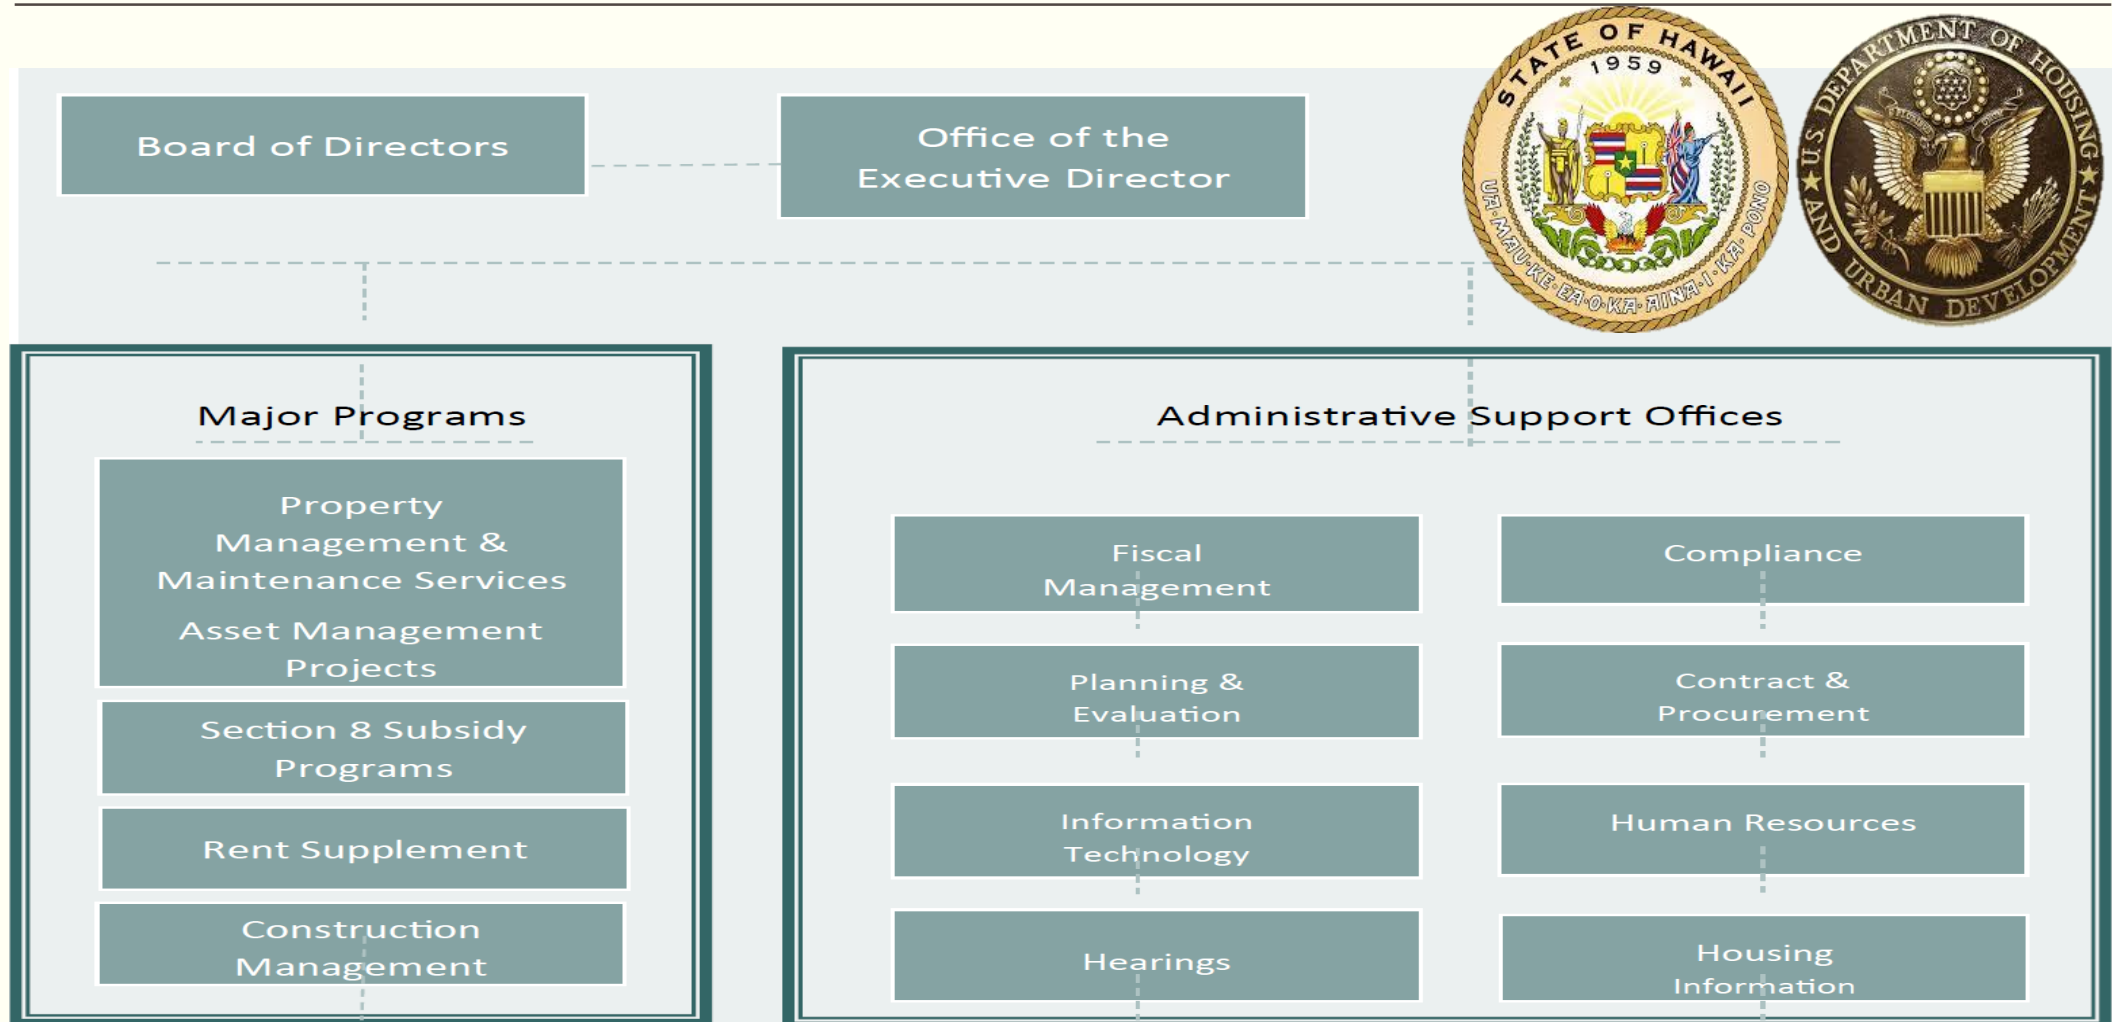 Board of Directors
Office of the
Executive Director
STATE OF HAWAII
1959
UA·MAU·KE·EA·O·KA·AINA·I·KA·PONO
U.S. DEPARTMENT OF HOUSING
AND URBAN DEVELOPMENT
Major Programs
Property
Management &
Maintenance Services
Asset Management
Projects
Section 8 Subsidy
Programs
Rent Supplement
Construction
Management
Administrative Support Offices
Fiscal
Management
Compliance
Planning &
Evaluation
Contract &
Procurement
Information
Technology
Human Resources
Hearings
Housing
Information